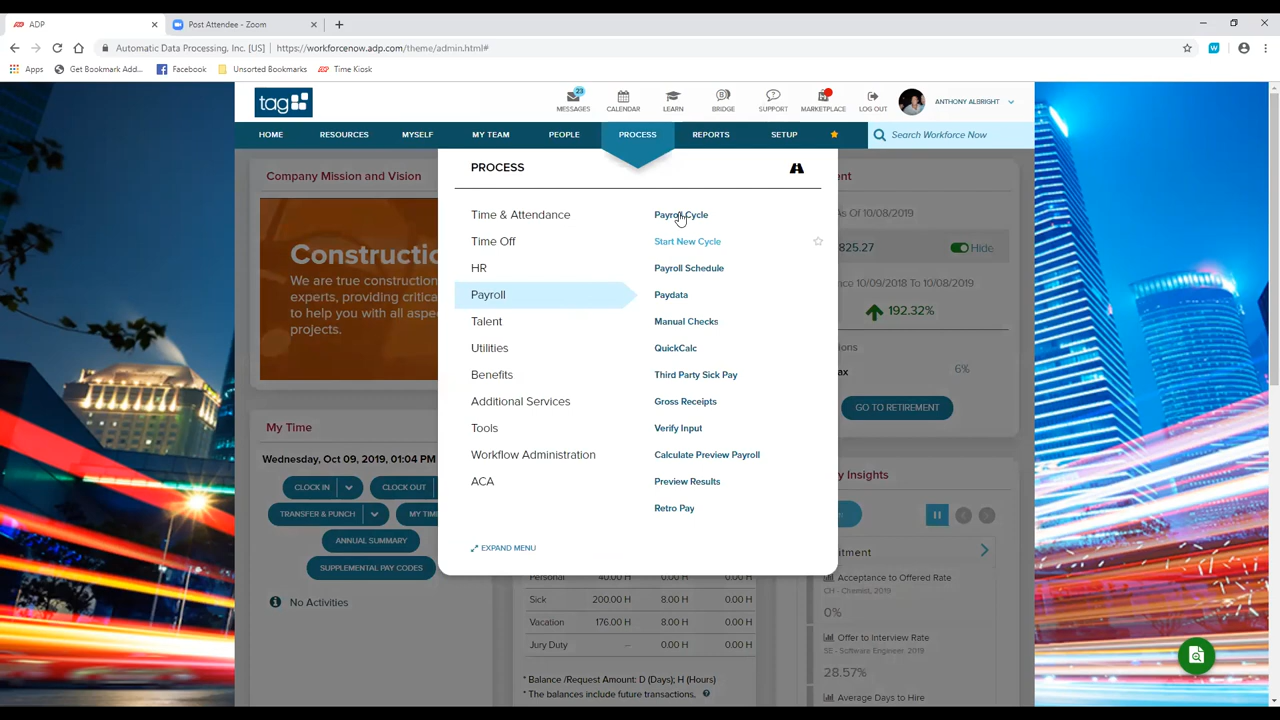 ADP
Post Attendee - Zoom
Automatic Data Processing, Inc. [US] | https://workforcenow.adp.com/theme/admin.html#
Apps Get Bookmark Add... Facebook Unsorted Bookmarks Time Kiosk
tag
23
MESSAGES CALENDAR LEARN BRIDGE SUPPORT MARKETPLACE LOG OUT ANTHONY ALBRIGHT
HOME RESOURCES MYSELF MY TEAM PEOPLE PROCESS REPORTS SETUP Search Workforce Now
Company Mission and Vision
Constructi
We are true construction
experts, providing critical
to help you with all aspe
projects.
My Time
Wednesday, Oct 09, 2019, 01:04 PM
CLOCK IN CLOCK OUT
TRANSFER & PUNCH MY TIME
ANNUAL SUMMARY
SUPPLEMENTAL PAY CODES
No Activities
PROCESS
Time & Attendance
Time Off
HR
Payroll
Talent
Utilities
Benefits
Additional Services
Tools
Workflow Administration
ACA
EXPAND MENU
Payroll Cycle
Start New Cycle
Payroll Schedule
Paydata
Manual Checks
QuickCalc
Third Party Sick Pay
Gross Receipts
Verify Input
Calculate Preview Payroll
Preview Results
Retro Pay
Personal 40.00 H 0.00 H 0.00 H
Sick 200.00 H 8.00 H 0.00 H
Vacation 176.00 H 8.00 H 0.00 H
Jury Duty – 0.00 H 0.00 H
* Balance /Request Amount: D (Days); H (Hours)
* The balances include future transactions.
ent
As Of 10/08/2019
825.27 Hide
ce 10/09/2018 to 10/09/2019
192.32%
ions
ax 6%
GO TO RETIREMENT
y Insights
tment
Acceptance to Offered Rate
CH - Chemist, 2019
0%
Offer to Interview Rate
SE - Software Engineer, 2019
28.57%
Average Days to Hire